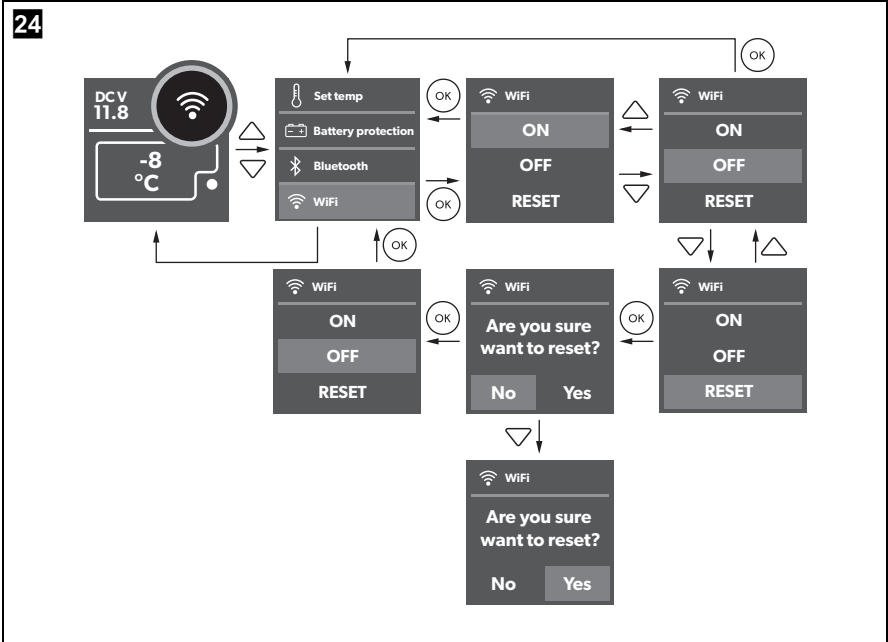 24
OK
DC V
11.8
-8
°C
Set temp
Battery protection
Bluetooth
WiFi
OK
OK
WiFi
ON
OFF
RESET
WiFi
ON
OFF
RESET
OK
WiFi
ON
OFF
RESET
OK
WiFi
Are you sure
want to reset?
No Yes
OK
WiFi
ON
OFF
RESET
WiFi
Are you sure
want to reset?
No Yes